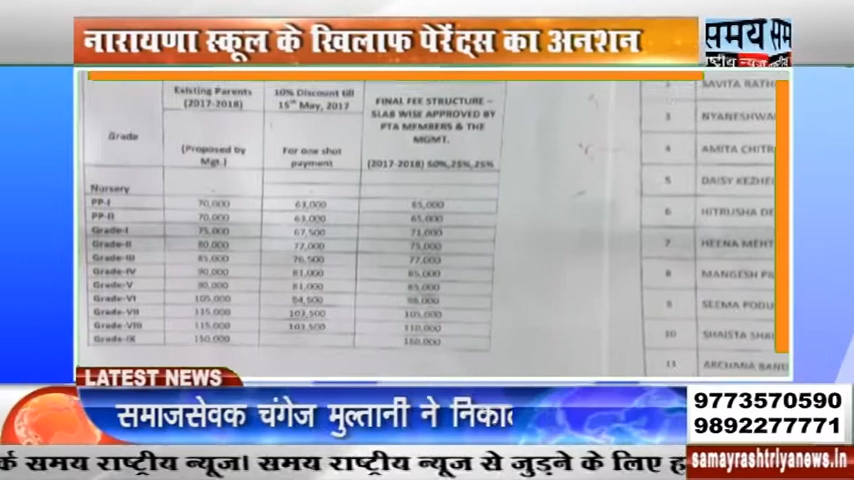 नारायणा स्कूल के खिलाफ पेरेंट्स का अनशन
समय सम
ष्ट्रीय न्यूज राष्ट्री
Existing Parents (2017-2018) (Proposed by Mgt.)
10% Discount till 15th May, 2017 For one shot payment
FINAL FEE STRUCTURE – SLAB WISE APPROVED BY PTA MEMBERS & THE MGMT. (2017-2018) 50%,25%,25%
Grade
Nursery
PP-I 70,000 63,000 65,000
PP-II 70,000 63,000 65,000
Grade-I 75,000 67,500 71,000
Grade-II 80,000 72,000 75,000
Grade-III 85,000 76,500 77,000
Grade-IV 90,000 81,000 85,000
Grade-V 90,000 81,000 85,000
Grade-VI 105,000 94,500 98,000
Grade-VII 115,000 103,500 105,000
Grade-VIII 115,000 103,500 110,000
Grade-IX 150,000
2 SAVITA RATH
3 NYANESHWA
4 AMITA CHITR
5 DAISY KEZHE
6 HITRUSHA DE
7 HEENA MEHT
8 MANGESH
9 SEEMA PODU
10 SHAISTA SHA
11 ARCHANA BAND
LATEST NEWS
समाजसेवक चंगेज मुल्तानी ने निका
9773570590
9892277771
र्क समय राष्ट्रीय न्यूज। समय राष्ट्रीय न्यूज से जुड़ने के लिए ह
samayrashtriyanews.in